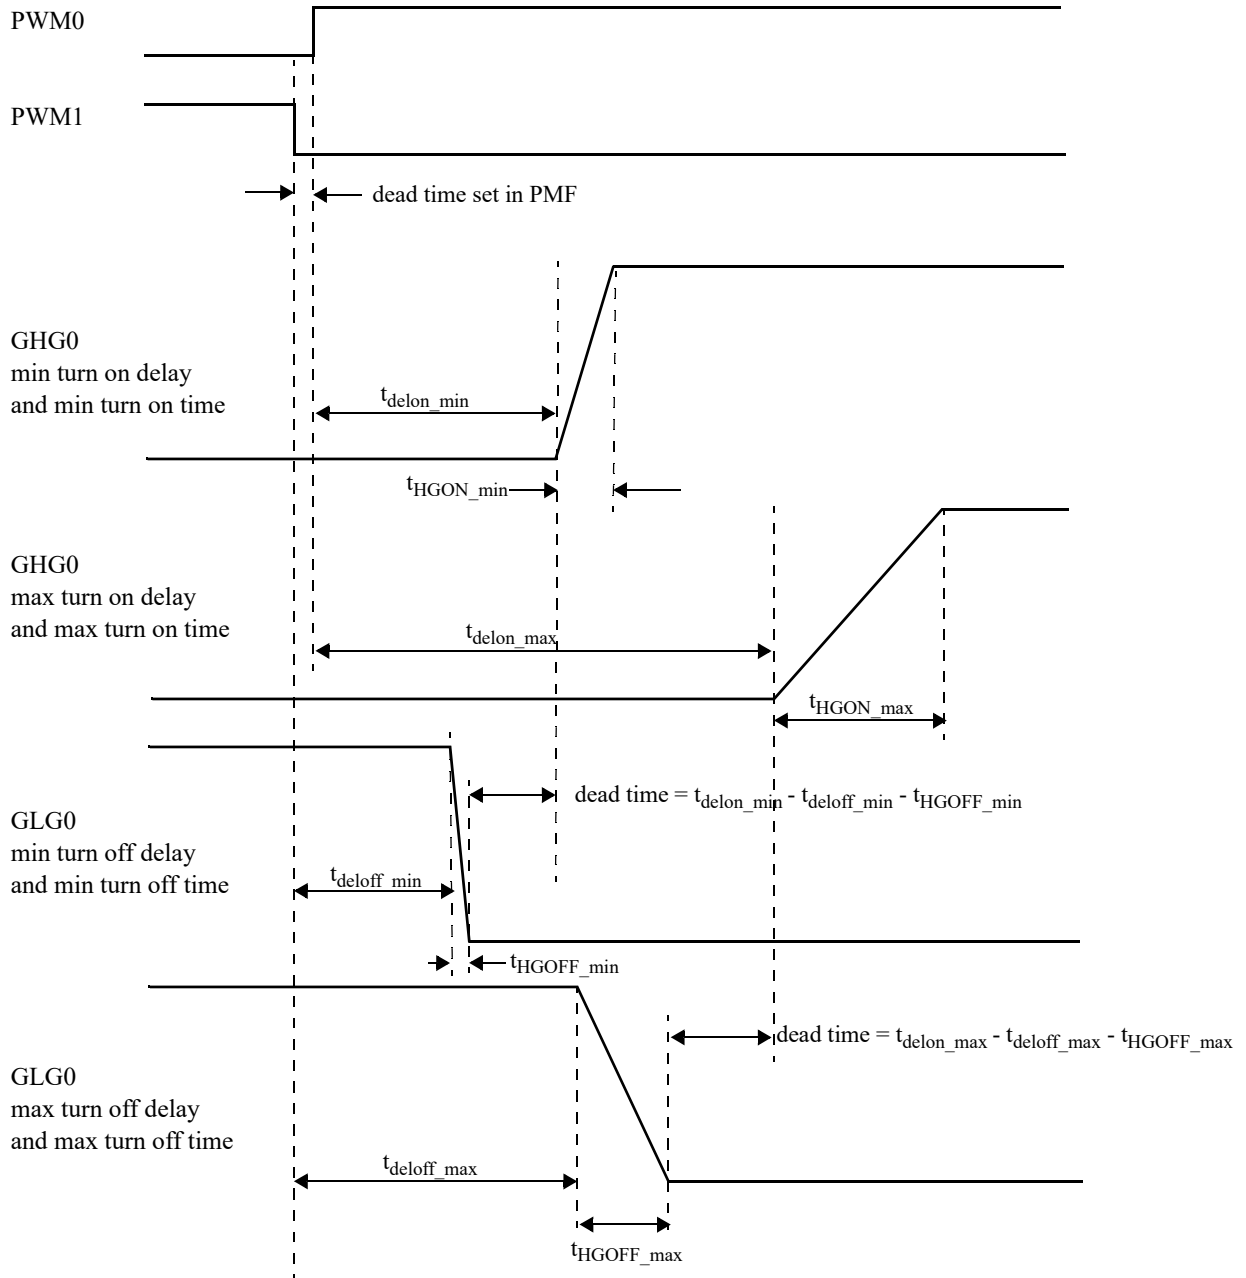 PWM0
PWM1
dead time set in PMF
GHG0
min turn on delay
and min turn on time
tdelon_min
tHGON_min
GHG0
max turn on delay
and max turn on time
tdelon_max
tHGON_max
dead time = tdelon_min - tdeloff_min - tHGOFF_min
GLG0
min turn off delay
and min turn off time
tdeloff_min
tHGOFF_min
dead time = tdelon_max - tdeloff_max - tHGOFF_max
GLG0
max turn off delay
and max turn off time
tdeloff_max
tHGOFF_max